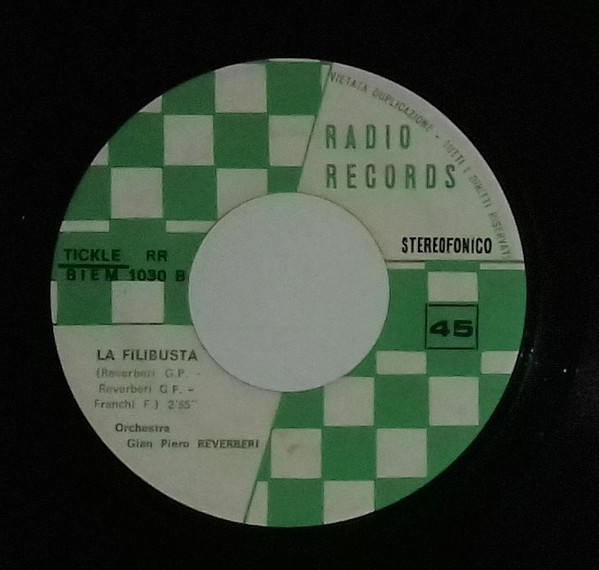 VIETATA DUPLICAZIONE - TUTTI I DIRITTI RISERVATI
RADIO
RECORDS
STEREOFONICO
TICKLE RR
BIEM 1030 B
45
LA FILIBUSTA
(Reverberi G.P. -
Reverberi G F. -
Franchi F.) 2'55"
Orchestra
Gian Piero REVERBERI